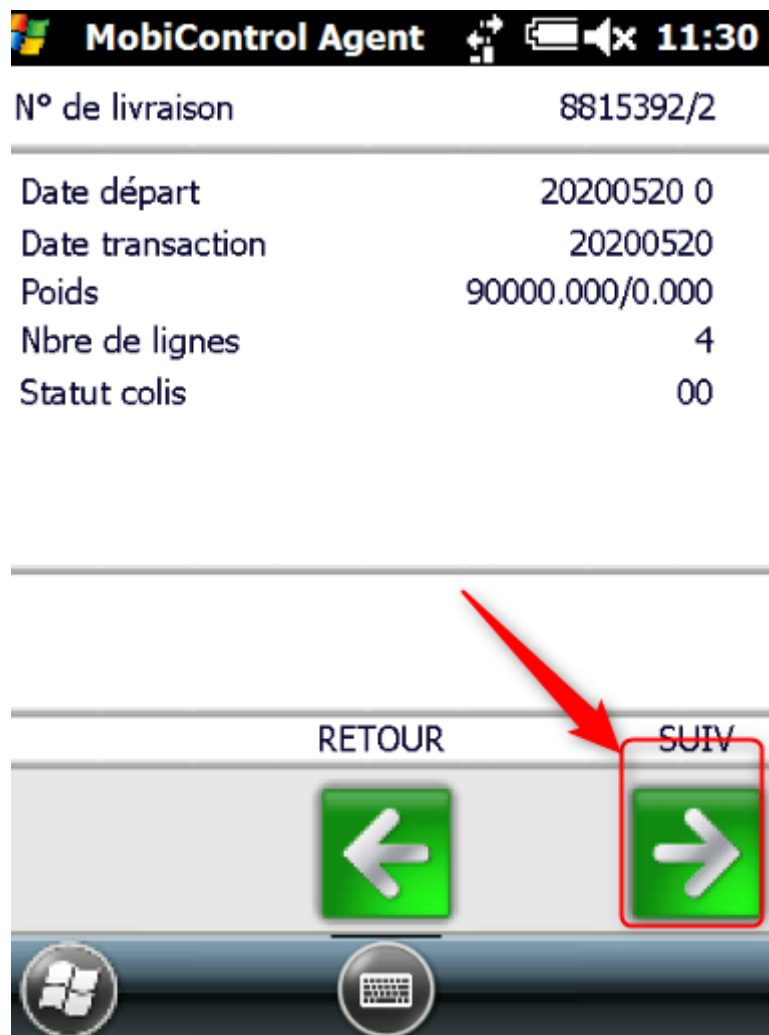 MobiControl Agent 11:30
N° de livraison 8815392/2
Date départ 20200520 0
Date transaction 20200520
Poids 90000.000/0.000
Nbre de lignes 4
Statut colis 00
RETOUR SUIV